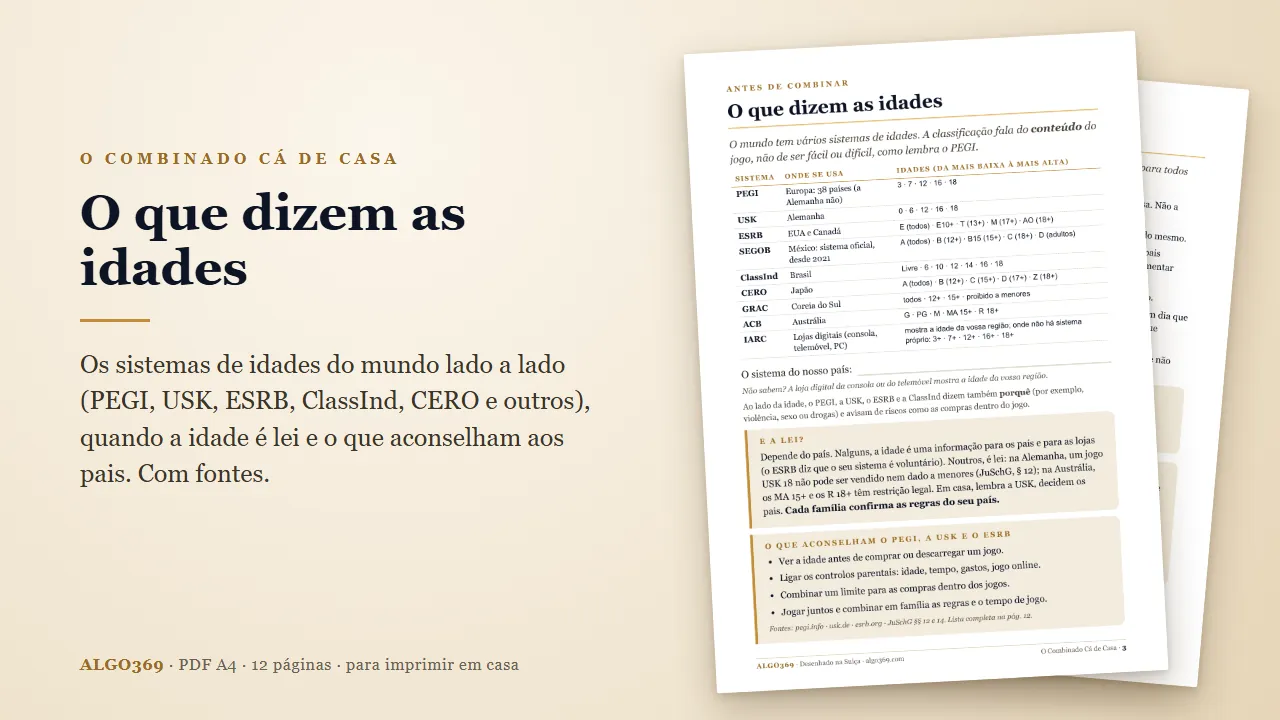 O COMBINADO CÁ DE CASA
O que dizem as
idades
Os sistemas de idades do mundo lado a lado
(PEGI, USK, ESRB, ClassInd, CERO e outros),
quando a idade é lei e o que aconselham aos
pais. Com fontes.
ALGO369 · PDF A4 · 12 páginas · para imprimir em casa
ANTES DE COMBINAR
O que dizem as idades
O mundo tem vários sistemas de idades. A classificação fala do conteúdo do
jogo, não de ser fácil ou difícil, como lembra o PEGI.
SISTEMA ONDE SE USA IDADES (DA MAIS BAIXA À MAIS ALTA)
PEGI Europa: 38 países (a 3 · 7 · 12 · 16 · 18
Alemanha não)
USK Alemanha 0 · 6 · 12 · 16 · 18
ESRB EUA e Canadá E (todos) · E10+ · T (13+) · M (17+) · AO (18+)
SEGOB México: sistema oficial, A (todos) · B (12+) · B15 (15+) · C (18+) · D (adultos)
desde 2021
ClassInd Brasil Livre · 6 · 10 · 12 · 14 · 16 · 18
CERO Japão A (todos) · B (12+) · C (15+) · D (17+) · Z (18+)
GRAC Coreia do Sul todos · 12+ · 15+ · proibido a menores
ACB Austrália G · PG · M · MA 15+ · R 18+
IARC Lojas digitais (consola, mostra a idade da vossa região; onde não há sistema
telemóvel, PC) próprio: 3+ · 7+ · 12+ · 16+ · 18+
O sistema do nosso país:
Não sabem? A loja digital da consola ou do telemóvel mostra a idade da vossa região.
Ao lado da idade, o PEGI, a USK, o ESRB e a ClassInd dizem também porquê (por exemplo,
violência, sexo ou drogas) e avisam de riscos como as compras dentro do jogo.
É A LEI?
Depende do país. Nalguns, a idade é uma informação para os pais e para as lojas
(o ESRB diz que o seu sistema é voluntário). Noutros, é lei: na Alemanha, um jogo
USK 18 não pode ser vendido nem dado a menores (JuSchG, § 12); na Austrália,
os MA 15+ e os R 18+ têm restrição legal. Em casa, lembra a USK, decidem os
pais. Cada família confirma as regras do seu país.
O QUE ACONSELHAM O PEGI, A USK E O ESRB
• Ver a idade antes de comprar ou descarregar um jogo.
• Ligar os controlos parentais: idade, tempo, gastos, jogo online.
• Combinar um limite para as compras dentro dos jogos.
• Jogar juntos e combinar em família as regras e o tempo de jogo.
Fontes: pegi.info · usk.de · esrb.org · JuSchG §§ 12 e 14. Lista completa na pág. 12.
ALGO369 · Desenhado na Suíça · algo369.com
O Combinado Cá de Casa · 3
para todos
sa. Não a
do mesmo.
pais
mentar
m dia que
ue
não